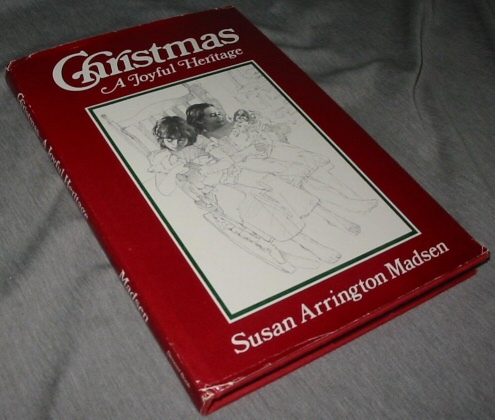 Christmas
A Joyful Heritage
Susan Arrington Madsen
Christmas: A Joyful Heritage
Madsen